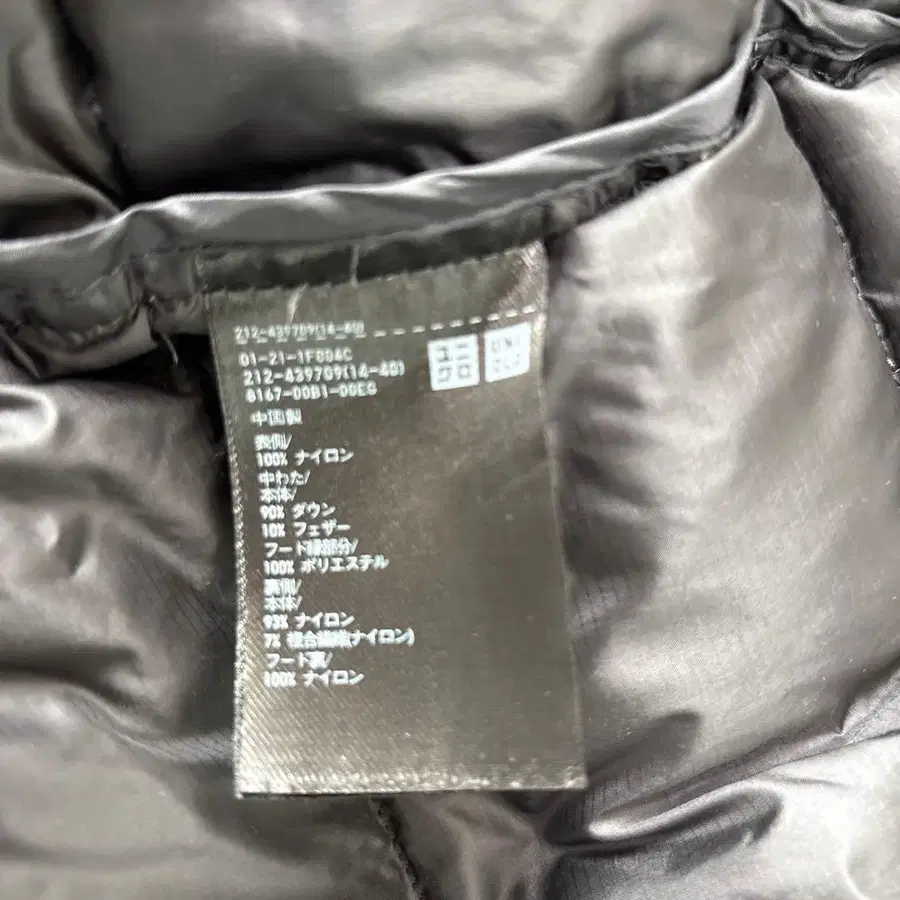 212-439709(14-40)
01-21-1F004C
212-439709(14-40)
8167-00B1-00EG
ユニ
クロ
UNI
QLO
中国製
表側/
100% ナイロン
中わた/
本体/
90% ダウン
10% フェザー
フード縁部分/
100% ポリエステル
裏側/
本体/
93% ナイロン
7% 複合繊維(ナイロン)
フード裏/
100% ナイロン